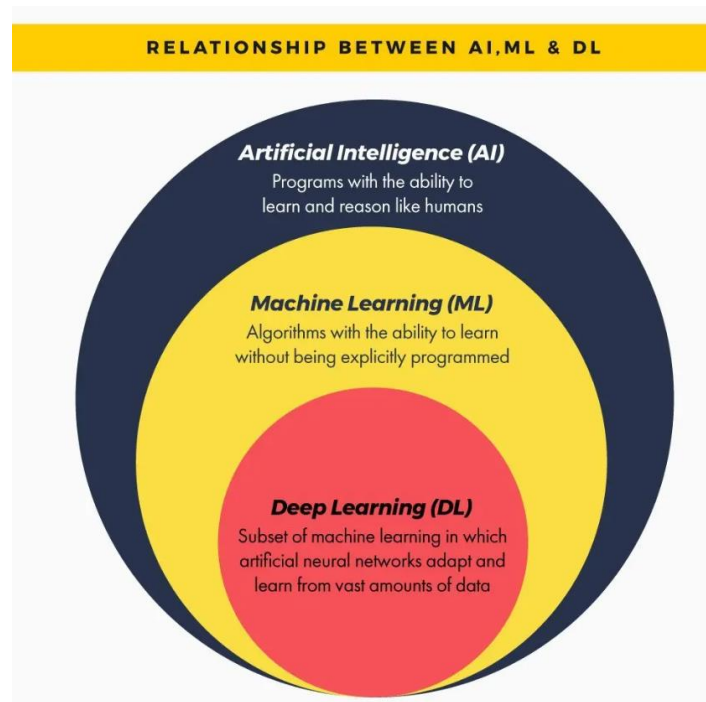 RELATIONSHIP BETWEEN AI,ML & DL
Artificial Intelligence (AI)
Programs with the ability to
learn and reason like humans
Machine Learning (ML)
Algorithms with the ability to learn
without being explicitly programmed
Deep Learning (DL)
Subset of machine learning in which
artificial neural networks adapt and
learn from vast amounts of data